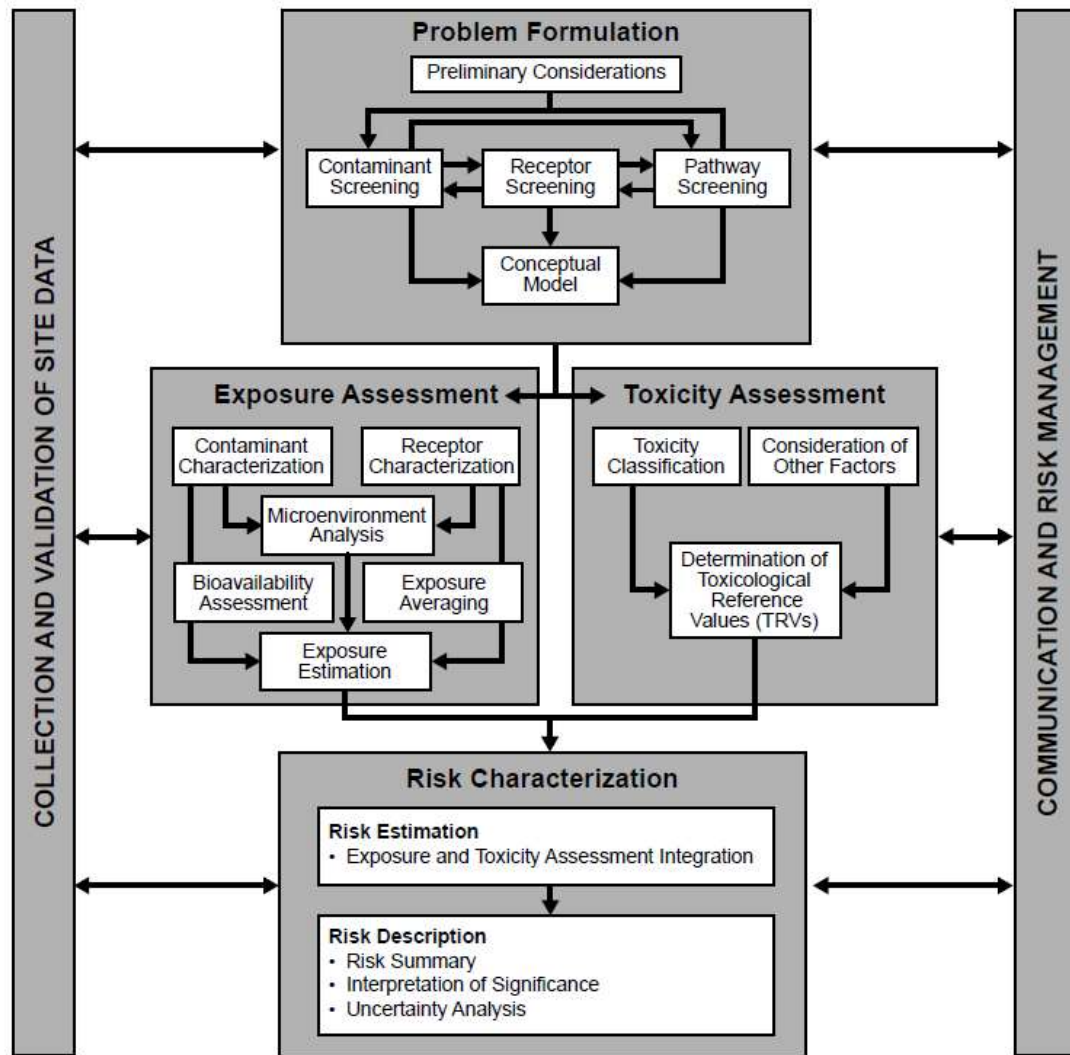 COLLECTION AND VALIDATION OF SITE DATA
Problem Formulation
Preliminary Considerations
Contaminant
Screening
Receptor
Screening
Pathway
Screening
Conceptual
Model
Exposure Assessment
Contaminant
Characterization
Receptor
Characterization
Microenvironment
Analysis
Bioavailability
Assessment
Exposure
Averaging
Exposure
Estimation
Toxicity Assessment
Toxicity
Classification
Consideration of
Other Factors
Determination of
Toxicological
Reference
Values (TRVs)
Risk Characterization
Risk Estimation
• Exposure and Toxicity Assessment Integration
Risk Description
• Risk Summary
• Interpretation of Significance
• Uncertainty Analysis
COMMUNICATION AND RISK MANAGEMENT